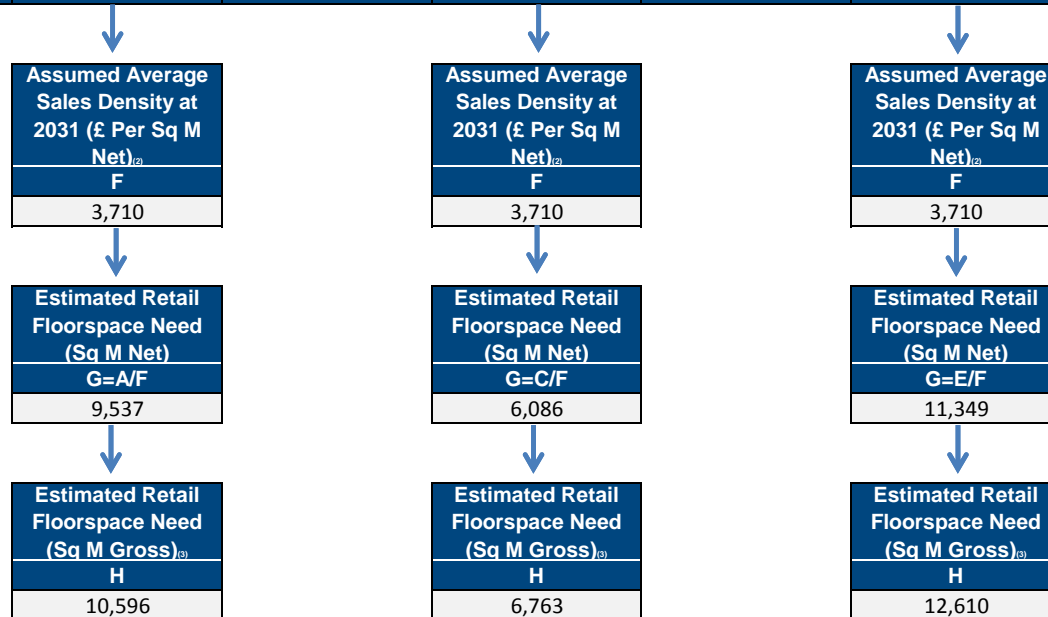 Assumed Average
Sales Density at
2031 (£ Per Sq M
Net)(2)
F
3,710
Assumed Average
Sales Density at
2031 (£ Per Sq M
Net)(2)
F
3,710
Assumed Average
Sales Density at
2031 (£ Per Sq M
Net)(2)
F
3,710
Estimated Retail
Floorspace Need
(Sq M Net)
G=A/F
9,537
Estimated Retail
Floorspace Need
(Sq M Net)
G=C/F
6,086
Estimated Retail
Floorspace Need
(Sq M Net)
G=E/F
11,349
Estimated Retail
Floorspace Need
(Sq M Gross)(3)
H
10,596
Estimated Retail
Floorspace Need
(Sq M Gross)(3)
H
6,763
Estimated Retail
Floorspace Need
(Sq M Gross)(3)
H
12,610